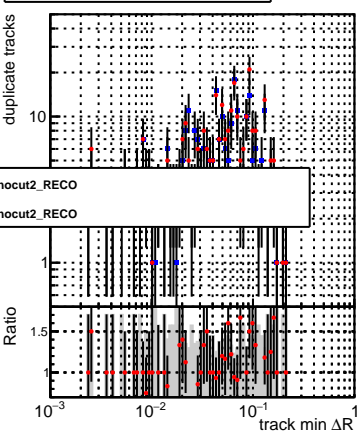 duplicate tracks
10
nocut2_RECO
nocut2_RECO
1
Ratio
1.5
1
10−3
10−2
10−1
1
track min ΔR